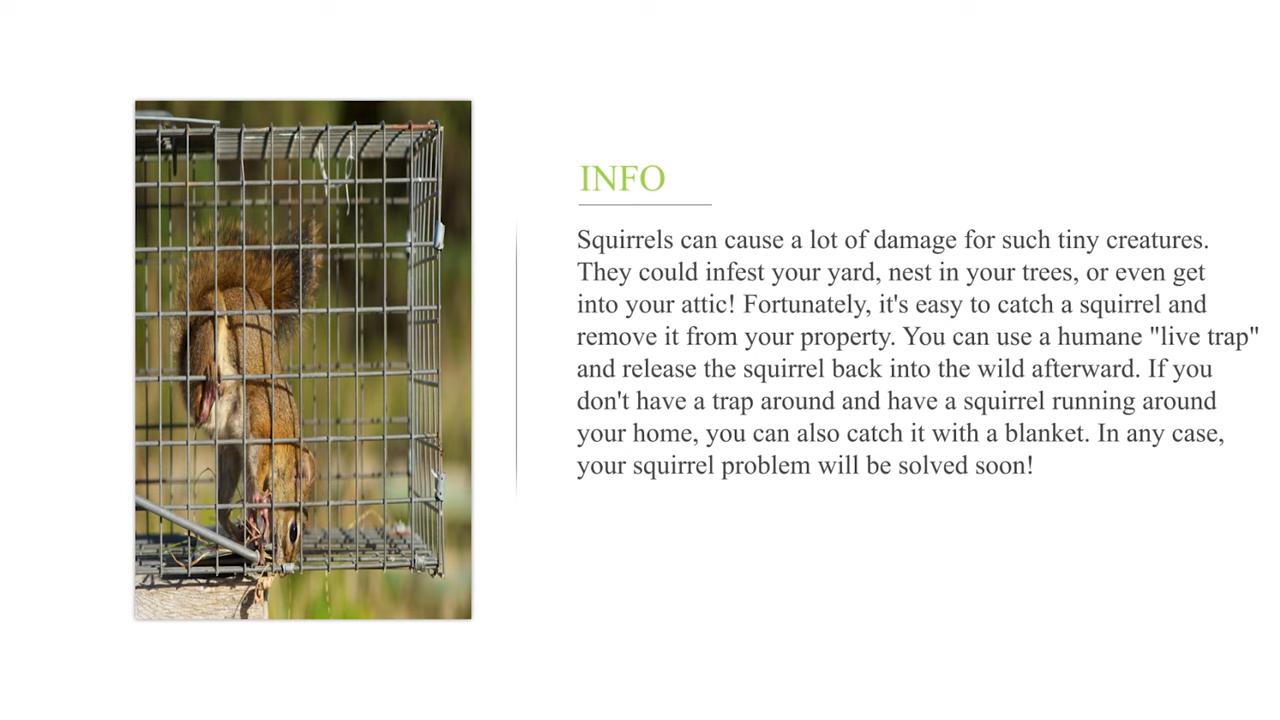 INFO
Squirrels can cause a lot of damage for such tiny creatures.
They could infest your yard, nest in your trees, or even get
into your attic! Fortunately, it's easy to catch a squirrel and
remove it from your property. You can use a humane "live trap"
and release the squirrel back into the wild afterward. If you
don't have a trap around and have a squirrel running around
your home, you can also catch it with a blanket. In any case,
your squirrel problem will be solved soon!